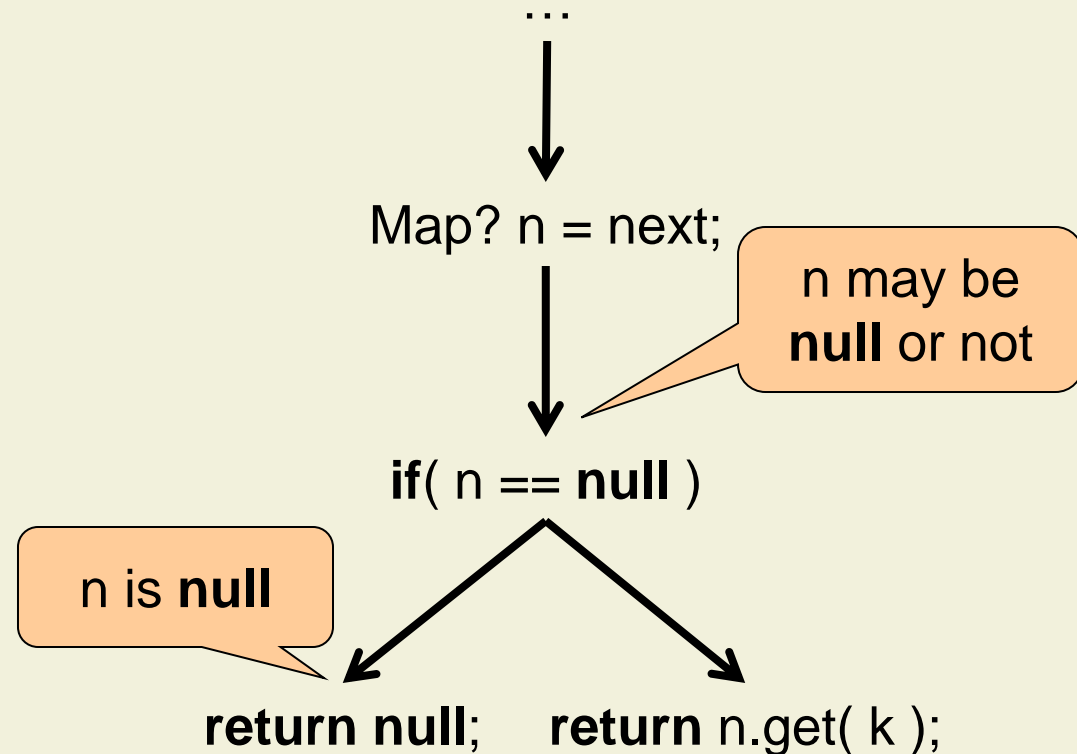 …
Map? n = next;
n may be
null or not
if( n == null )
n is null
return null; return n.get( k );